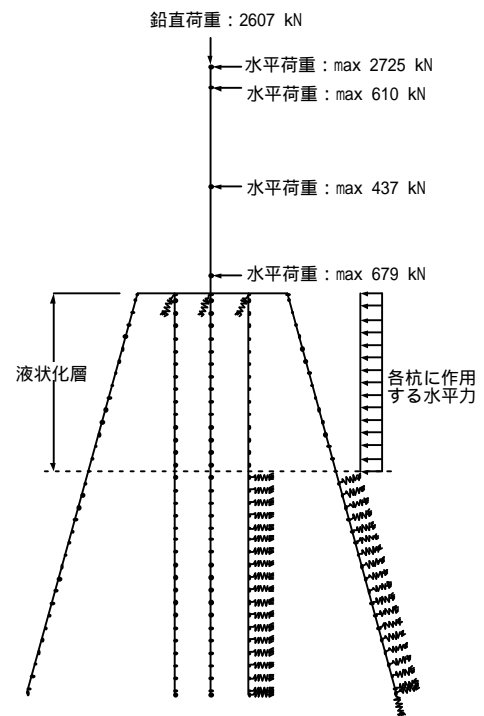 鉛直荷重：2607 kN
水平荷重：max 2725 kN
水平荷重：max 610 kN
水平荷重：max 437 kN
水平荷重：max 679 kN
液状化層
各杭に作用
する水平力